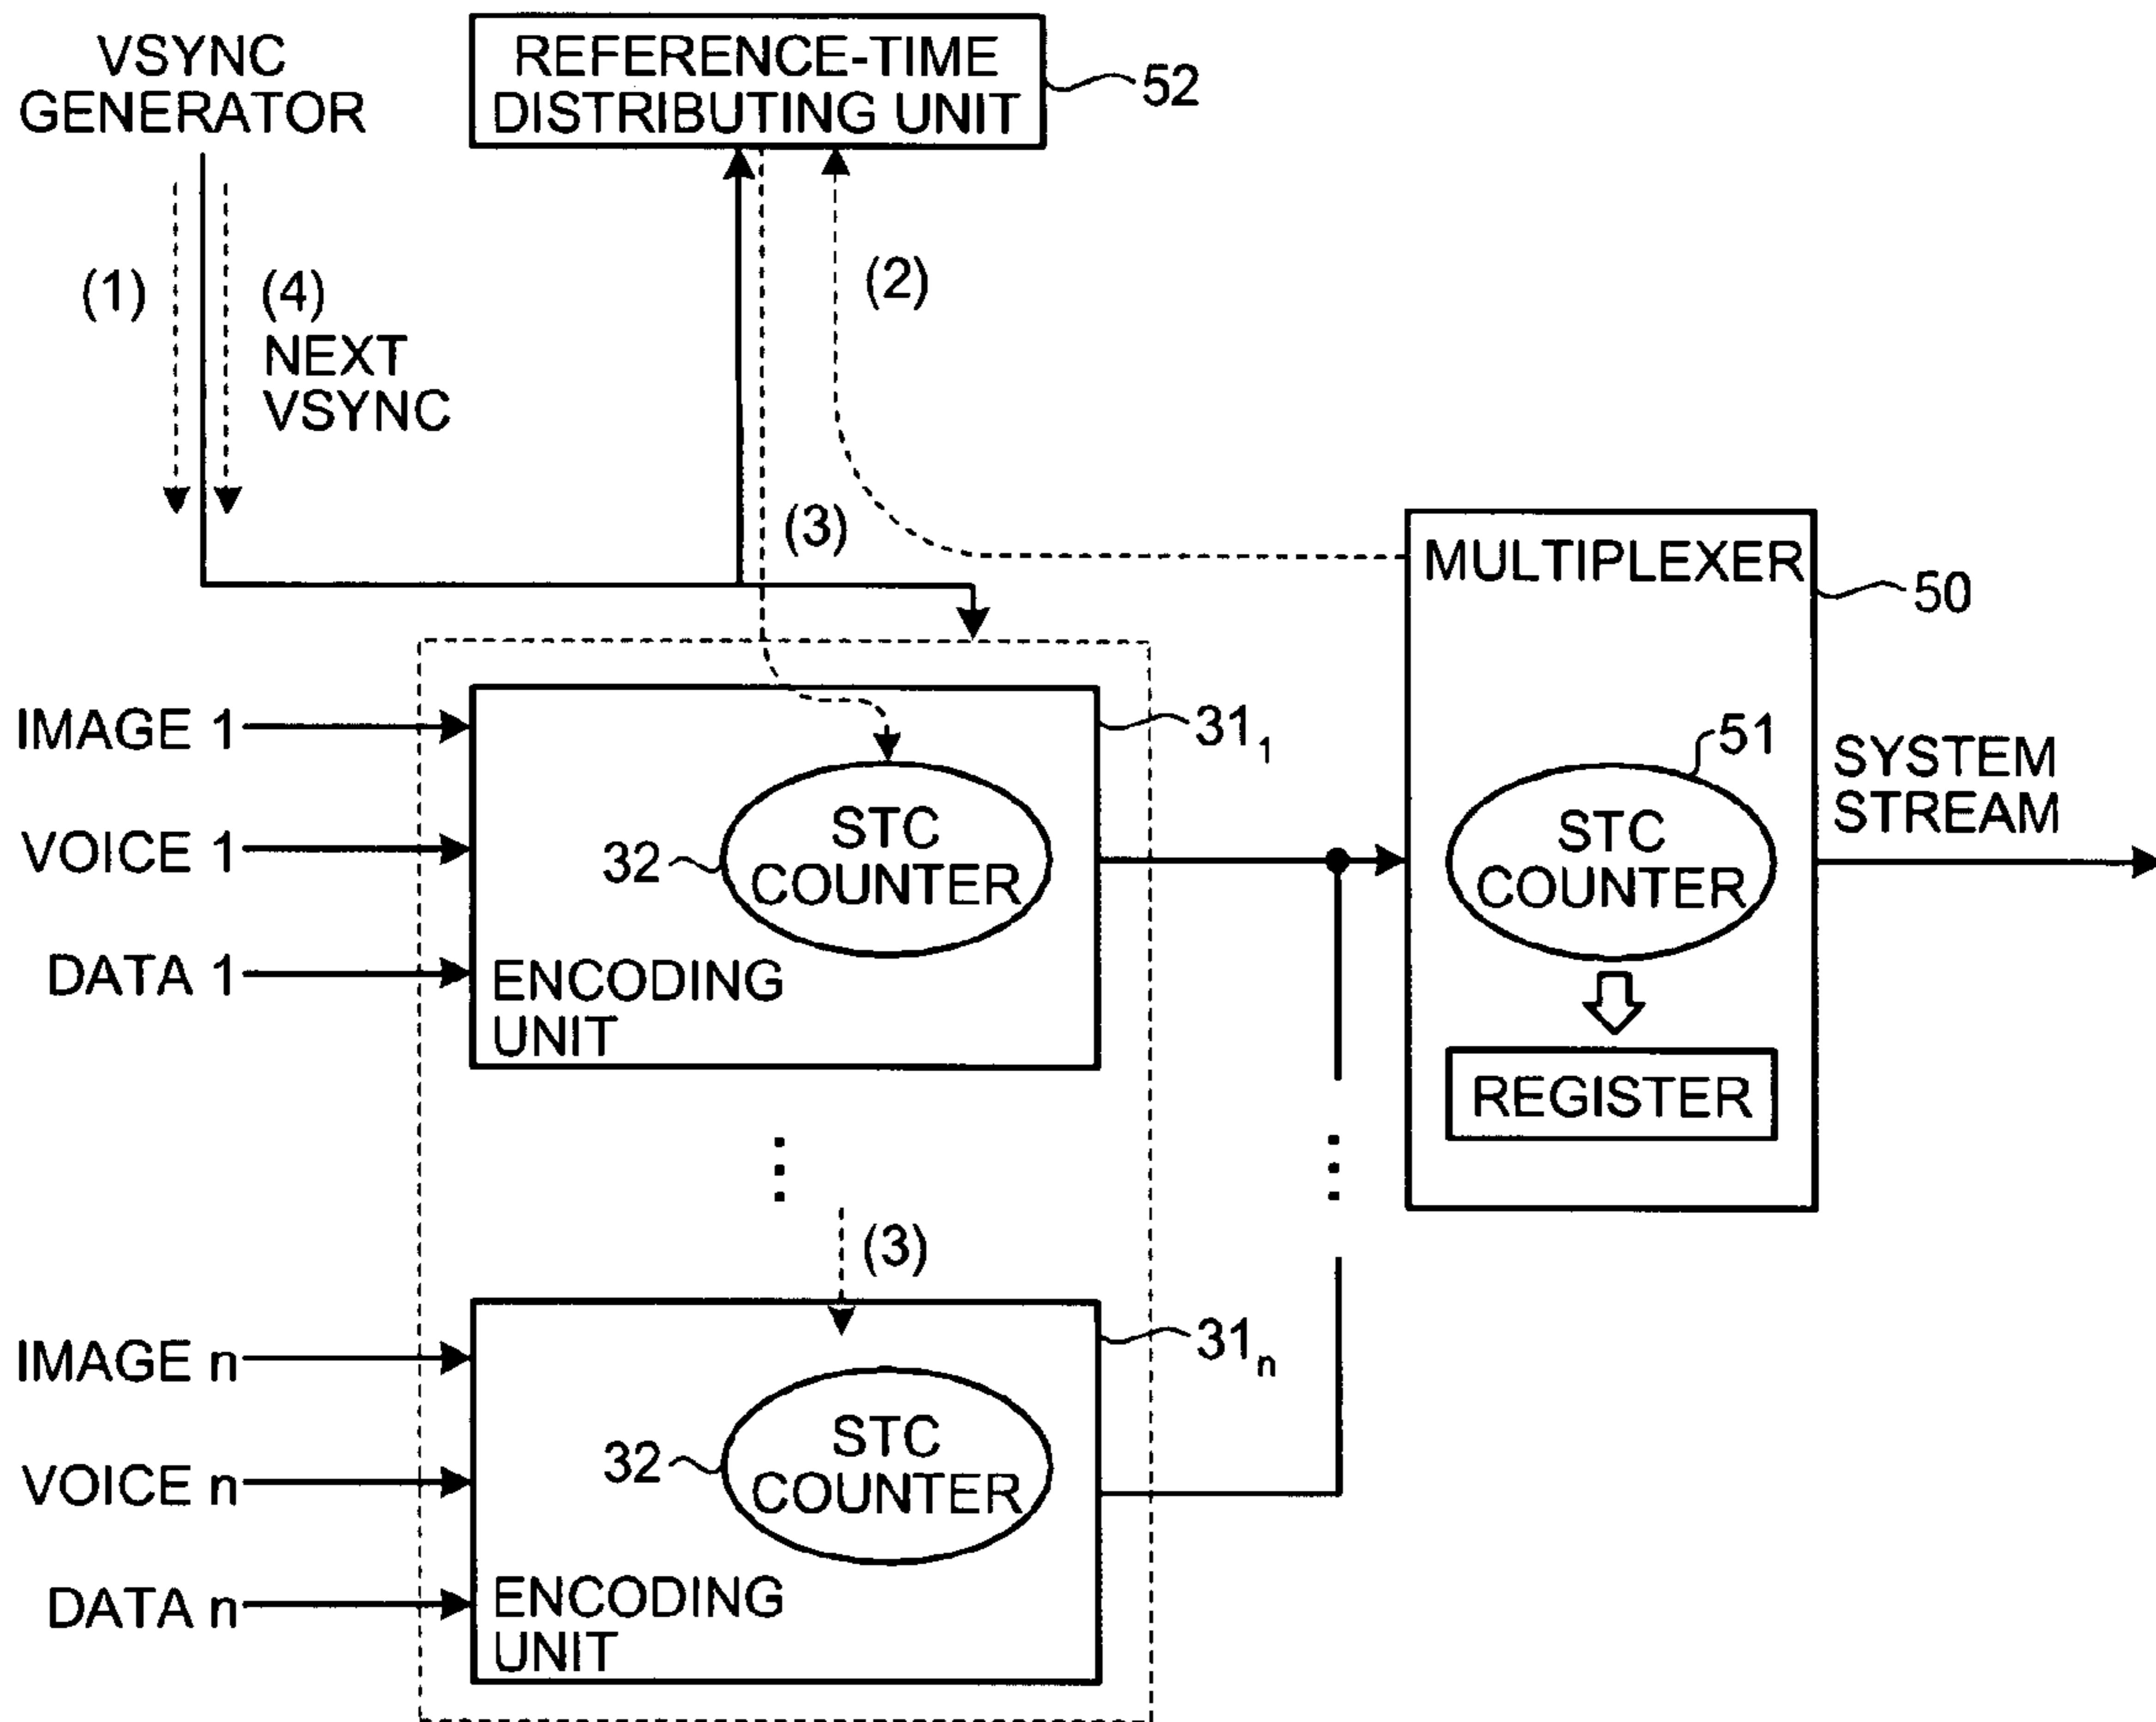 VSYNC
GENERATOR
REFERENCE-TIME
DISTRIBUTING UNIT
52
(1)
(4)
NEXT
VSYNC
(2)
(3)
MULTIPLEXER
50
IMAGE 1
VOICE 1
DATA 1
31₁
32
STC
COUNTER
ENCODING
UNIT
51
STC
COUNTER
REGISTER
SYSTEM
STREAM
(3)
IMAGE n
VOICE n
DATA n
31ₙ
32
STC
COUNTER
ENCODING
UNIT